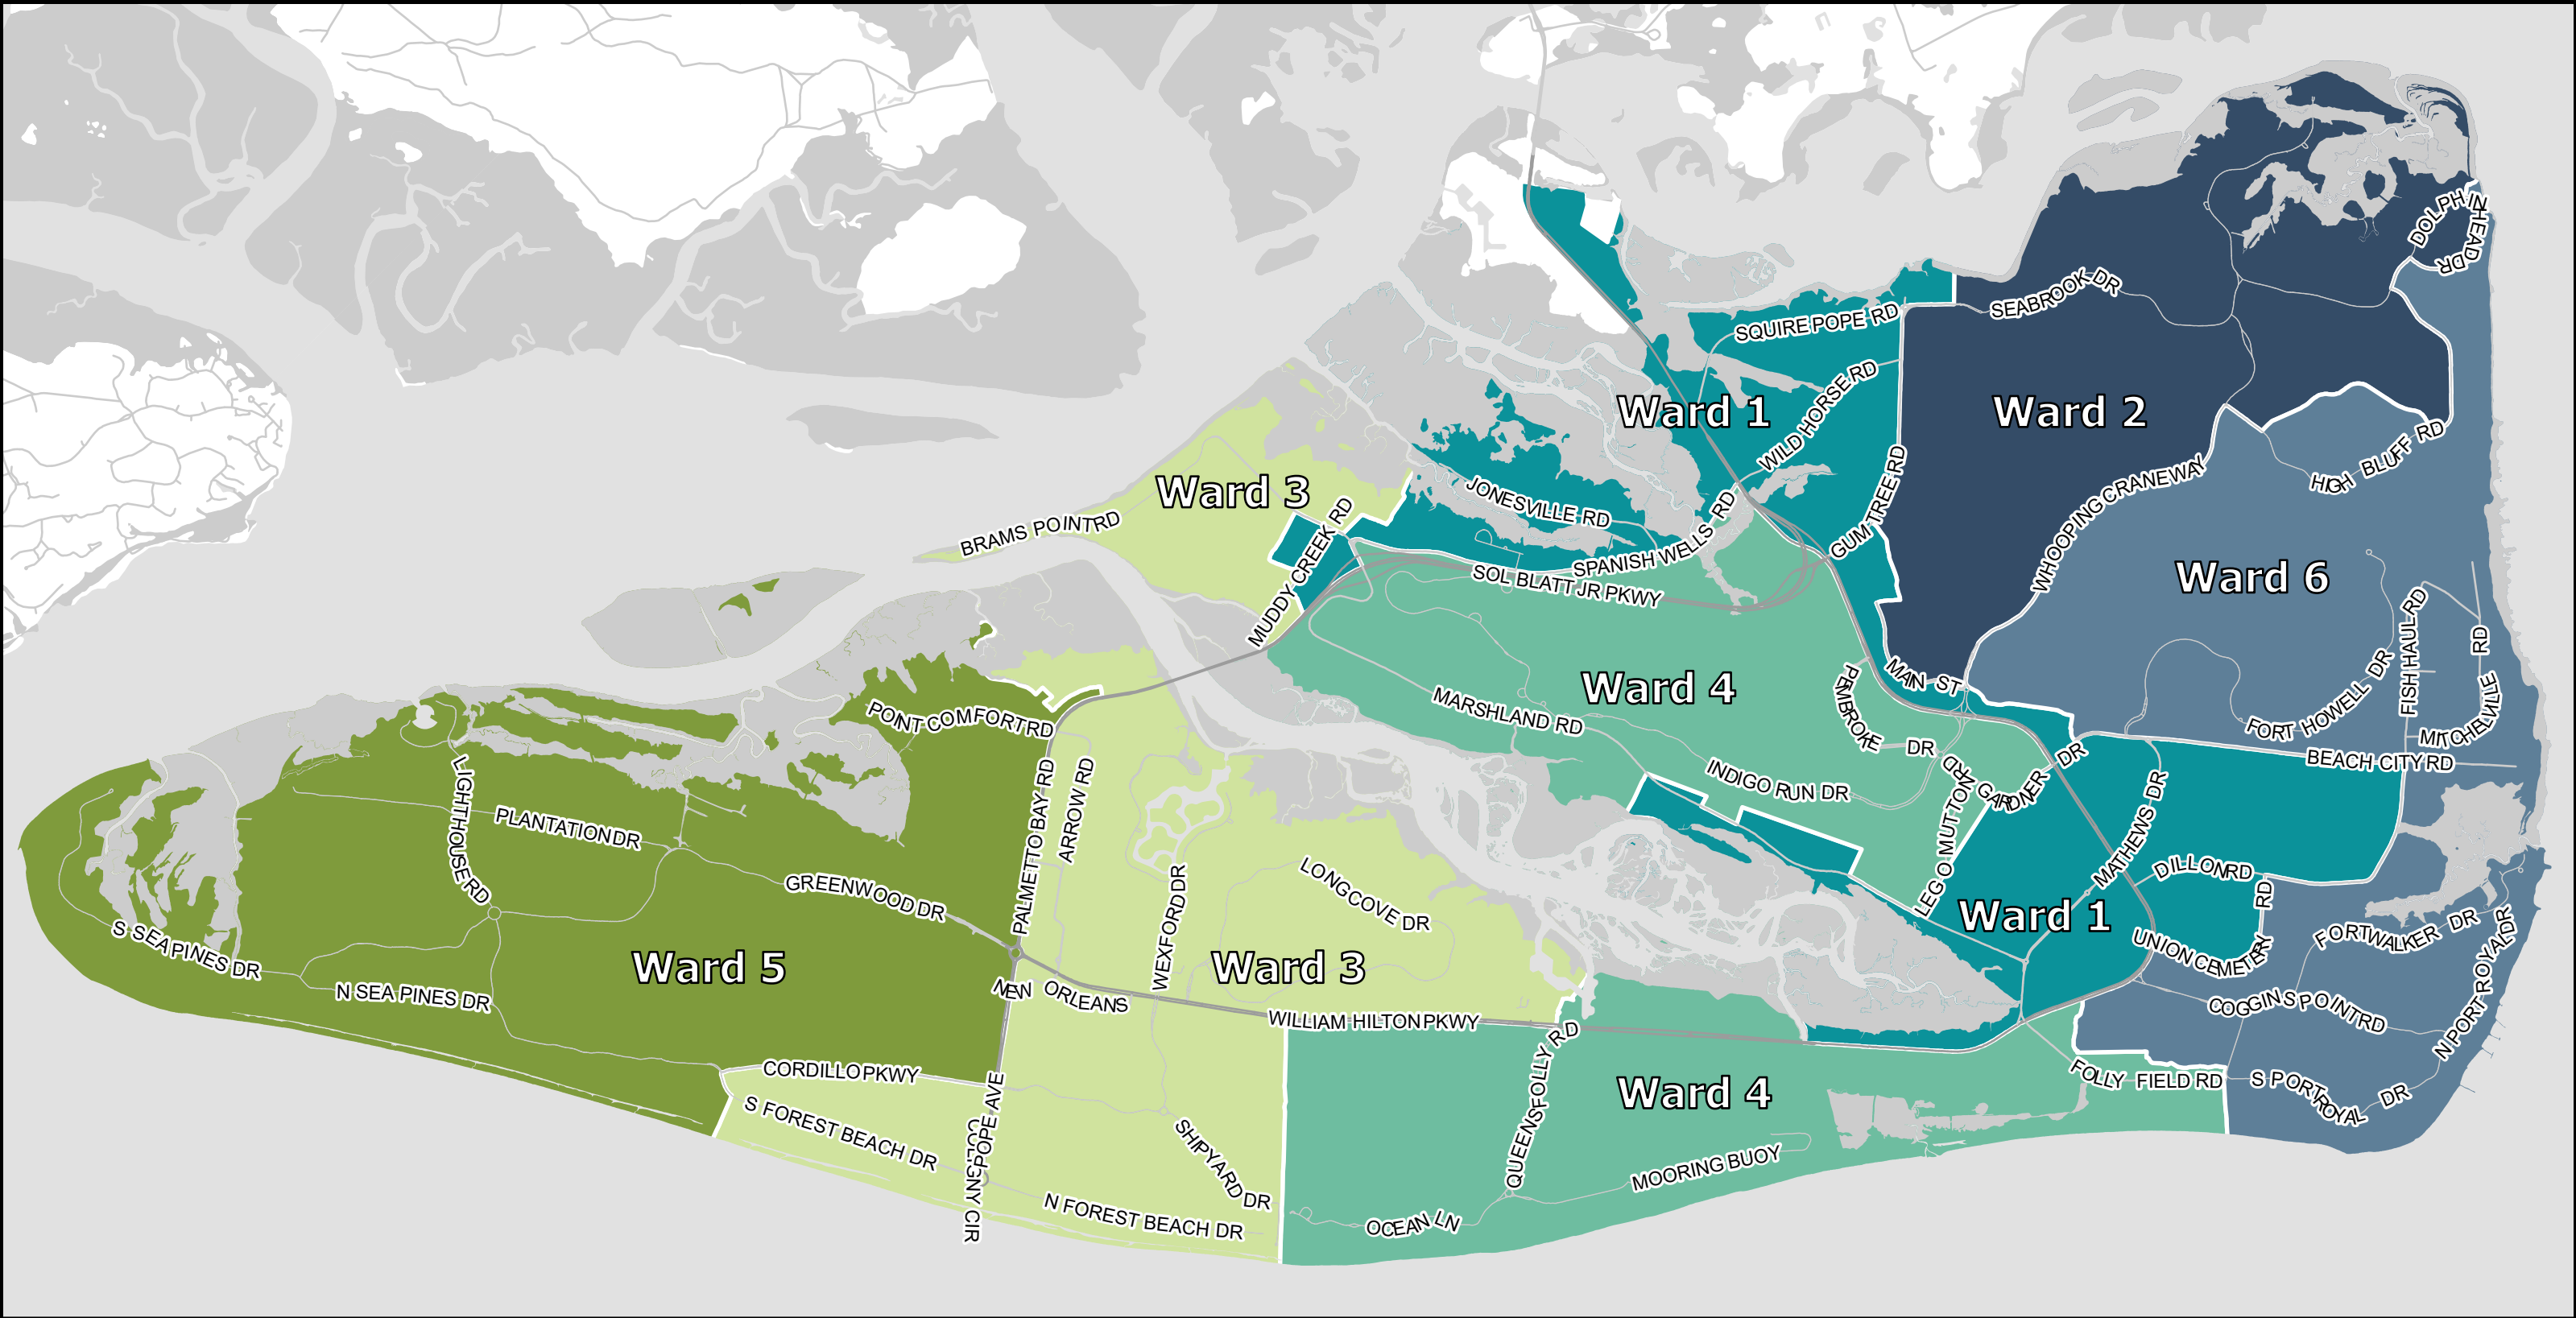 DOLPHINHEAD DR
SEABROOK DR
SQUIRE POPE RD
WILD HORSE RD
Ward 1
Ward 2
HIGH BLUFF RD
GUM TREE RD
WHOOPING CRANEWAY
Ward 3
JONESVILLE RD
BRAMS POINT RD
MUDDY CREEK RD
SPANISH WELLS RD
SOL BLATT JR PKWY
Ward 6
FISH HAUL RD
MITCHELVILLE RD
FORT HOWELL DR
BEACH CITY RD
MAIN ST
PEMBROKE DR
Ward 4
MARSHLAND RD
INDIGO RUN DR
GARDNER DR
LEG O MUTTON RD
MATHEWS DR
DILLON RD
Ward 1
UNION CEMETERY RD
FORT WALKER DR
N PORT ROYAL DR
COGGINS POINT RD
FOLLY FIELD RD
S PORT ROYAL DR
POINT COMFORT RD
PALMETTO BAY RD
ARROW RD
LIGHTHOUSE RD
PLANTATION DR
GREENWOOD DR
WEXFORD DR
LONG COVE DR
S SEA PINES DR
N SEA PINES DR
Ward 5
Ward 3
NEW ORLEANS
WILLIAM HILTON PKWY
QUEENS FOLLY RD
Ward 4
CORDILLO PKWY
S FOREST BEACH DR
POPE AVE
COLIGNY CIR
SHIPYARD DR
N FOREST BEACH DR
OCEAN LN
MOORING BUOY